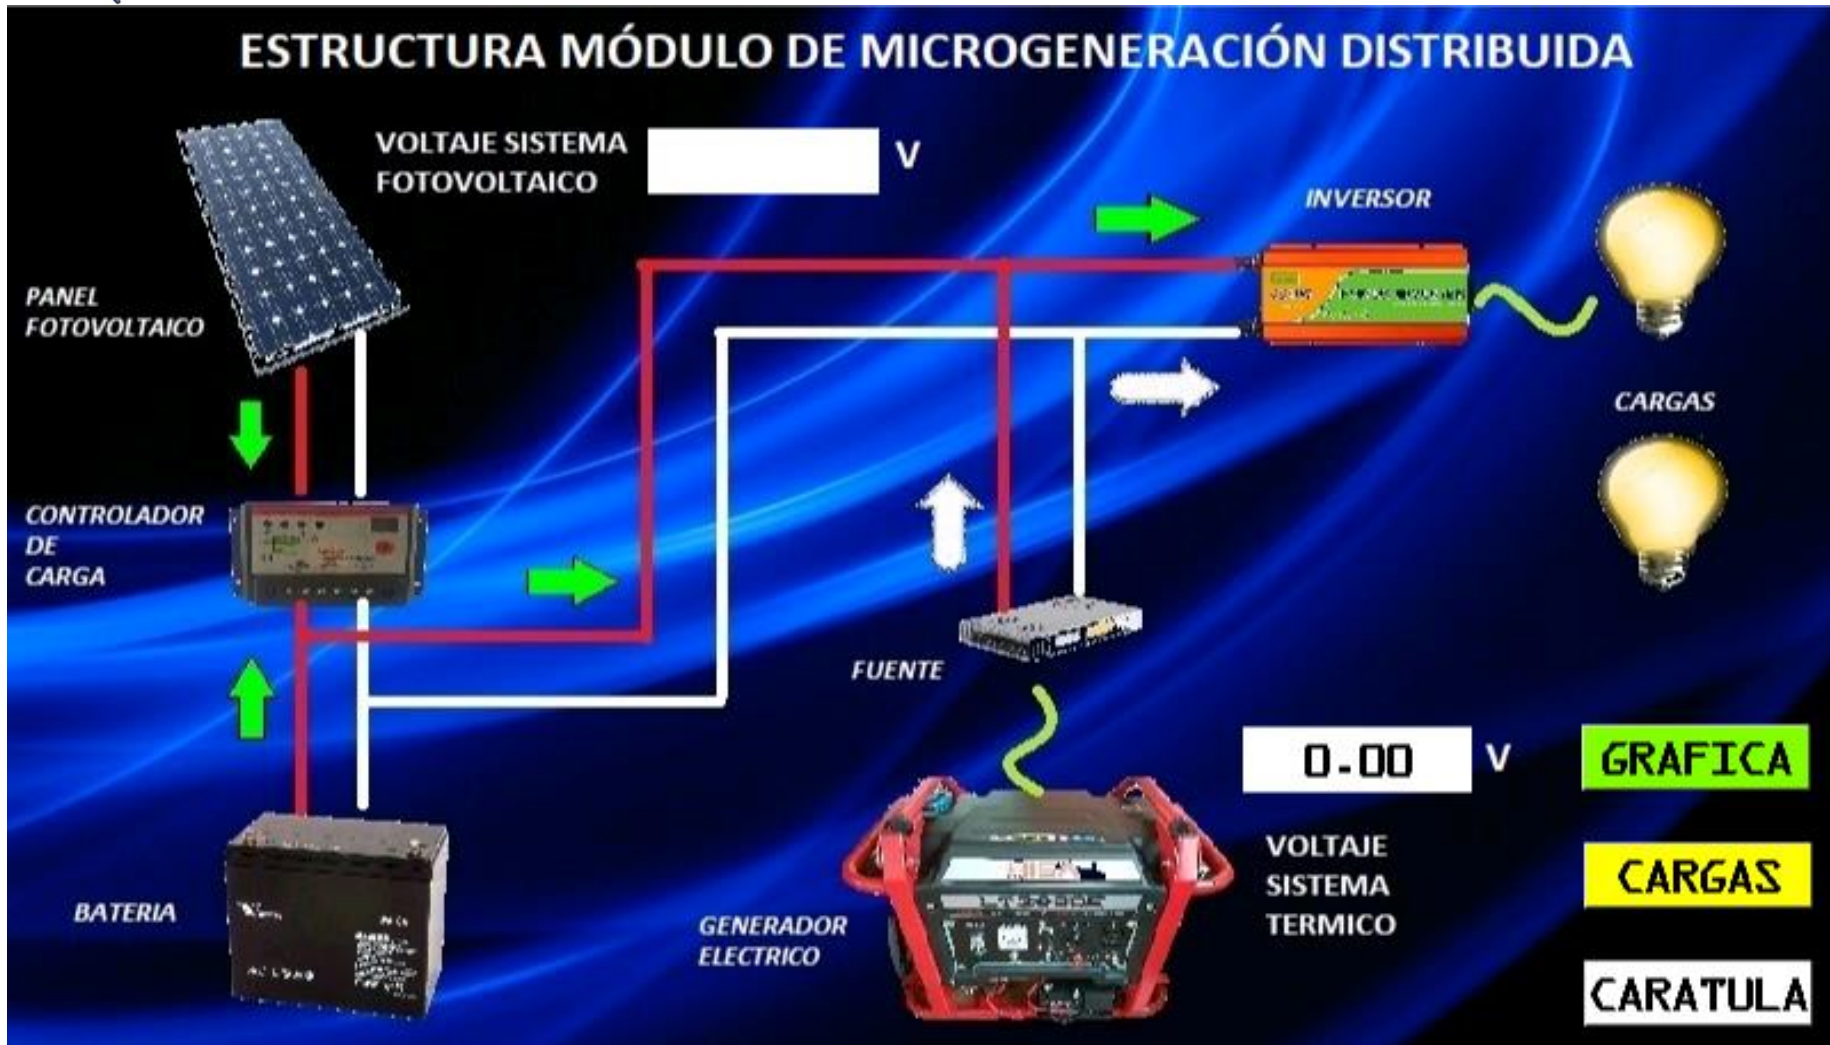 ESTRUCTURA MÓDULO DE MICROGENERACIÓN DISTRIBUIDA
VOLTAJE SISTEMA
FOTOVOLTAICO
V
INVERSOR
PANEL
FOTOVOLTAICO
CARGAS
CONTROLADOR
DE
CARGA
FUENTE
0.00
V
GRAFICA
VOLTAJE
SISTEMA
TERMICO
CARGAS
BATERIA
GENERADOR
ELECTRICO
CARATULA